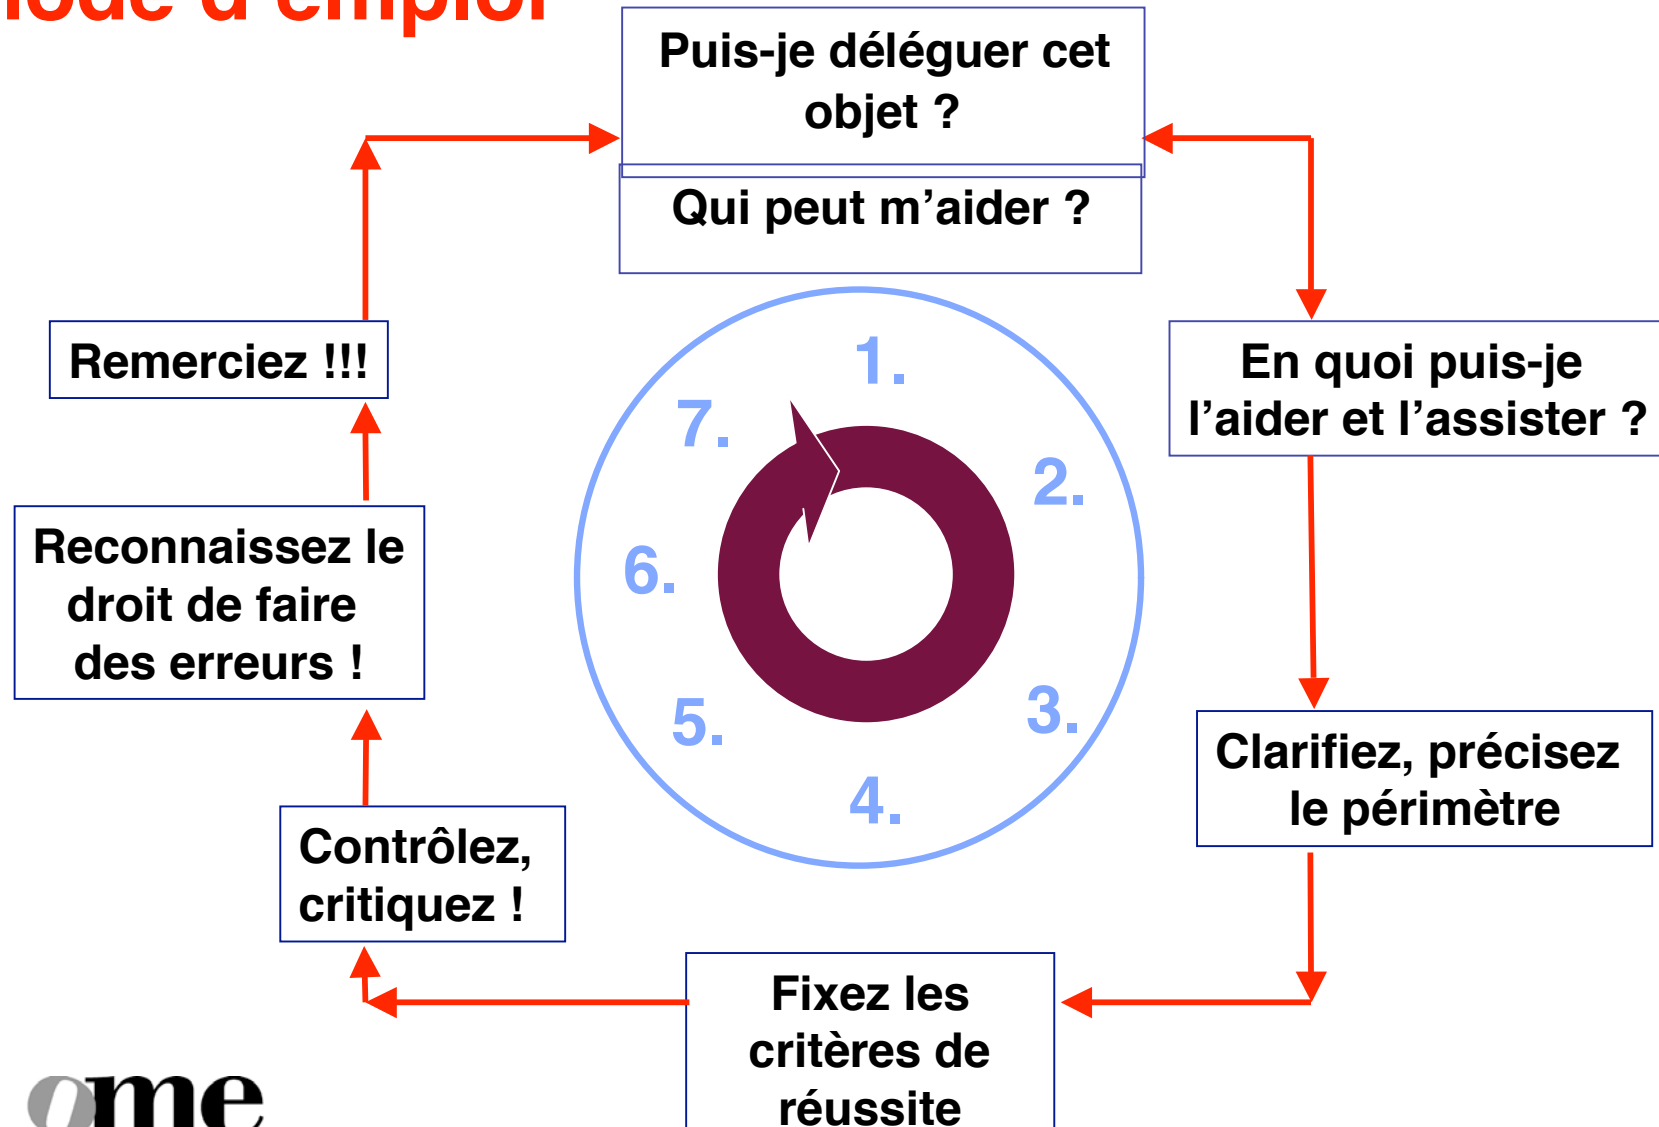 mode d'emploi
Puis-je déléguer cet
objet ?
Qui peut m’aider ?
Remerciez !!!
En quoi puis-je
l’aider et l’assister ?
1.
7.
2.
Reconnaissez le
droit de faire
des erreurs !
6.
3.
5.
Clarifiez, précisez
le périmètre
4.
Contrôlez,
critiquez !
Fixez les
critères de
réussite
ome